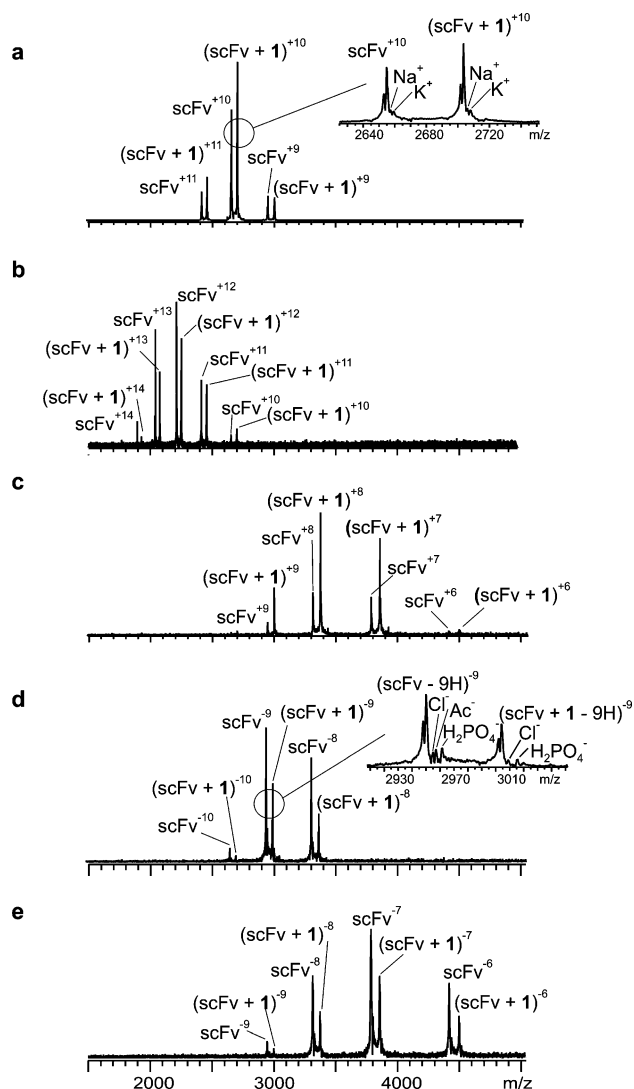 a
(scFv + 1)+10
scFv+10
(scFv + 1)+11
scFv+11
scFv+9
(scFv + 1)+9
scFv+10
(scFv + 1)+10
Na+
K+
Na+
K+
2640 2680 2720 m/z
b
scFv+12
scFv+13
(scFv + 1)+12
(scFv + 1)+13
scFv+11
(scFv + 1)+11
(scFv + 1)+14
scFv+14
scFv+10
(scFv + 1)+10
c
(scFv + 1)+8
scFv+8
(scFv + 1)+7
scFv+7
(scFv + 1)+9
scFv+9
scFv+6
(scFv + 1)+6
d
(scFv - 9H)-9
Cl-
Ac-
H2PO4-
(scFv + 1 - 9H)-9
Cl-
H2PO4-
2930 2970 3010 m/z
(scFv + 1)-9
scFv-9
scFv-8
(scFv + 1)-10
(scFv + 1)-8
scFv-10
e
scFv-7
(scFv + 1)-8
(scFv + 1)-7
scFv-8
scFv-6
(scFv + 1)-9
(scFv + 1)-6
scFv-9
2000 3000 4000 m/z